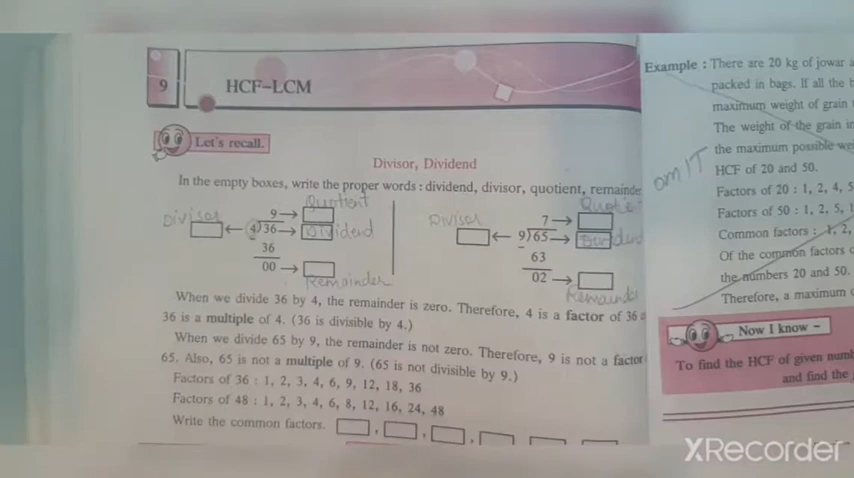 9
HCF-LCM
Let's recall.
Divisor, Dividend
In the empty boxes, write the proper words : dividend, divisor, quotient, remainder
Quotient
Divisor
9
4)36
Dividend
36
00
Remainder
Divisor
7
9)65
63
02
When we divide 36 by 4, the remainder is zero. Therefore, 4 is a factor of 36
36 is a multiple of 4. (36 is divisible by 4.)
When we divide 65 by 9, the remainder is not zero. Therefore, 9 is not a factor
65. Also, 65 is not a multiple of 9. (65 is not divisible by 9.)
Factors of 36 : 1, 2, 3, 4, 6, 9, 12, 18, 36
Factors of 48 : 1, 2, 3, 4, 6, 8, 12, 16, 24, 48
Write the common factors.
Example : There are 20 kg of jowar
packed in bags. If all the
maximum weight of grain
The weight of the grain in
the maximum possible
OMIT
HCF of 20 and 50.
Factors of 20 : 1, 2, 4, 5
Factors of 50 : 1, 2, 5, 1
Common factors : 1, 2,
Of the common factors
the numbers 20 and 50.
Therefore, a maximum
Now I know -
To find the HCF of given
and find the
XRecorder